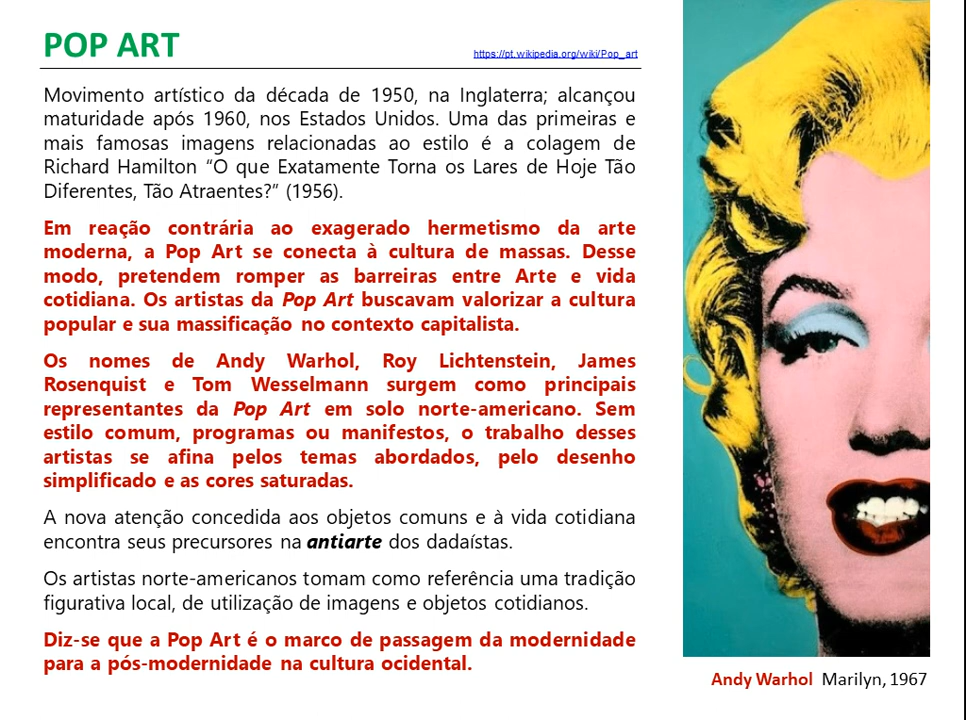 POP ART
https://pt.wikipedia.org/wiki/Pop_art
Movimento artístico da década de 1950, na Inglaterra; alcançou
maturidade após 1960, nos Estados Unidos. Uma das primeiras e
mais famosas imagens relacionadas ao estilo é a colagem de
Richard Hamilton “O que Exatamente Torna os Lares de Hoje Tão
Diferentes, Tão Atraentes?” (1956).
Em reação contrária ao exagerado hermetismo da arte
moderna, a Pop Art se conecta à cultura de massas. Desse
modo, pretendem romper as barreiras entre Arte e vida
cotidiana. Os artistas da Pop Art buscavam valorizar a cultura
popular e sua massificação no contexto capitalista.
Os nomes de Andy Warhol, Roy Lichtenstein, James
Rosenquist e Tom Wesselmann surgem como principais
representantes da Pop Art em solo norte-americano. Sem
estilo comum, programas ou manifestos, o trabalho desses
artistas se afina pelos temas abordados, pelo desenho
simplificado e as cores saturadas.
A nova atenção concedida aos objetos comuns e à vida cotidiana
encontra seus precursores na antiarte dos dadaístas.
Os artistas norte-americanos tomam como referência uma tradição
figurativa local, de utilização de imagens e objetos cotidianos.
Diz-se que a Pop Art é o marco de passagem da modernidade
para a pós-modernidade na cultura ocidental.
Andy Warhol Marilyn, 1967